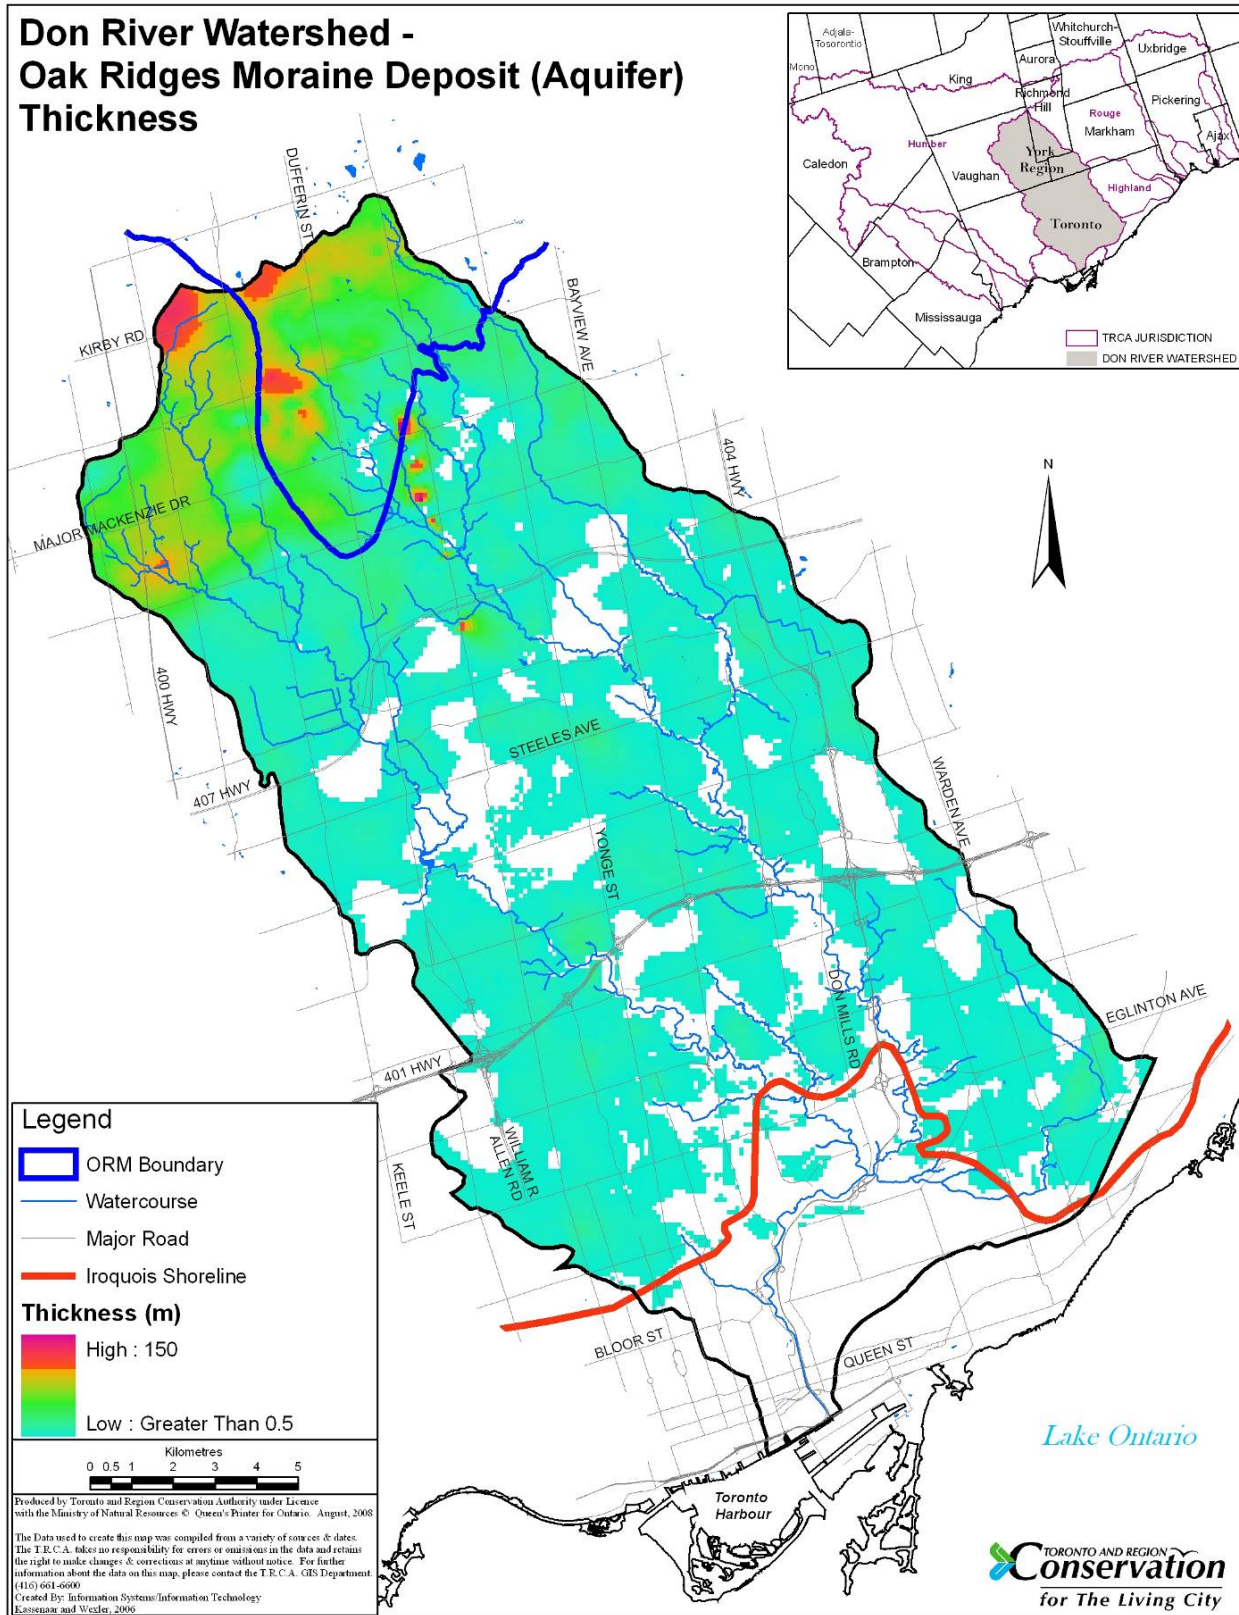 Don River Watershed -
Oak Ridges Moraine Deposit (Aquifer)
Thickness
Adjala-
Tosorontio
Mono
King
Aurora
Whitchurch-
Stouffville
Uxbridge
Richmond
Hill
Pickering
Rouge
Markham
Ajax
Humber
York
Region
Caledon
Vaughan
Highland
Toronto
Brampton
Mississauga
TRCA JURISDICTION
DON RIVER WATERSHED
DUFFERIN ST
BAYVIEW AVE
KIRBY RD
404 HWY
N
MAJOR MACKENZIE DR
400 HWY
STEELES AVE
407 HWY
WARDEN AVE
YONGE ST
DON MILLS RD
EGLINTON AVE
401 HWY
WILLIAM R
ALLEN RD
KEELE ST
BLOOR ST
QUEEN ST
Lake Ontario
Toronto
Harbour
Legend
ORM Boundary
Watercourse
Major Road
Iroquois Shoreline
Thickness (m)
High : 150
Low : Greater Than 0.5
Kilometres
0 0.5 1 2 3 4 5
Produced by Toronto and Region Conservation Authority under Licence
with the Ministry of Natural Resources © Queen's Printer for Ontario. August, 2008
The Data used to create this map was compiled from a variety of sources & dates.
The T.R.C.A. takes no responsibility for errors or omissions in the data and retains
the right to make changes & corrections at anytime without notice. For further
information about the data on this map, please contact the T.R.C.A. GIS Department.
(416) 661-6600
Created By: Information Systems/Information Technology
Kassenaar and Wexler, 2006
TORONTO AND REGION
Conservation
for The Living City